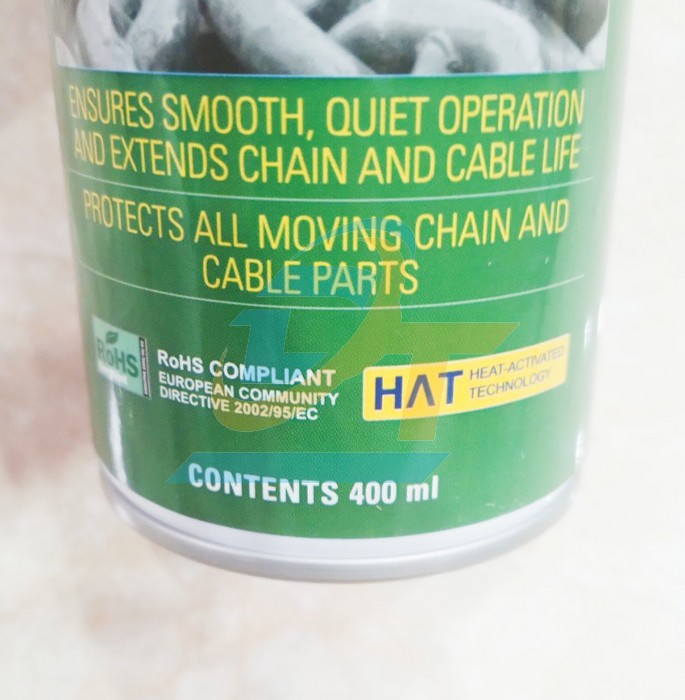 ENSURES SMOOTH, QUIET OPERATION
AND EXTENDS CHAIN AND CABLE LIFE
PROTECTS ALL MOVING CHAIN AND
CABLE PARTS
RoHS
RoHS COMPLIANT
EUROPEAN COMMUNITY
DIRECTIVE 2002/95/EC
HAT
HEAT-ACTIVATED
TECHNOLOGY
CONTENTS 400 ml